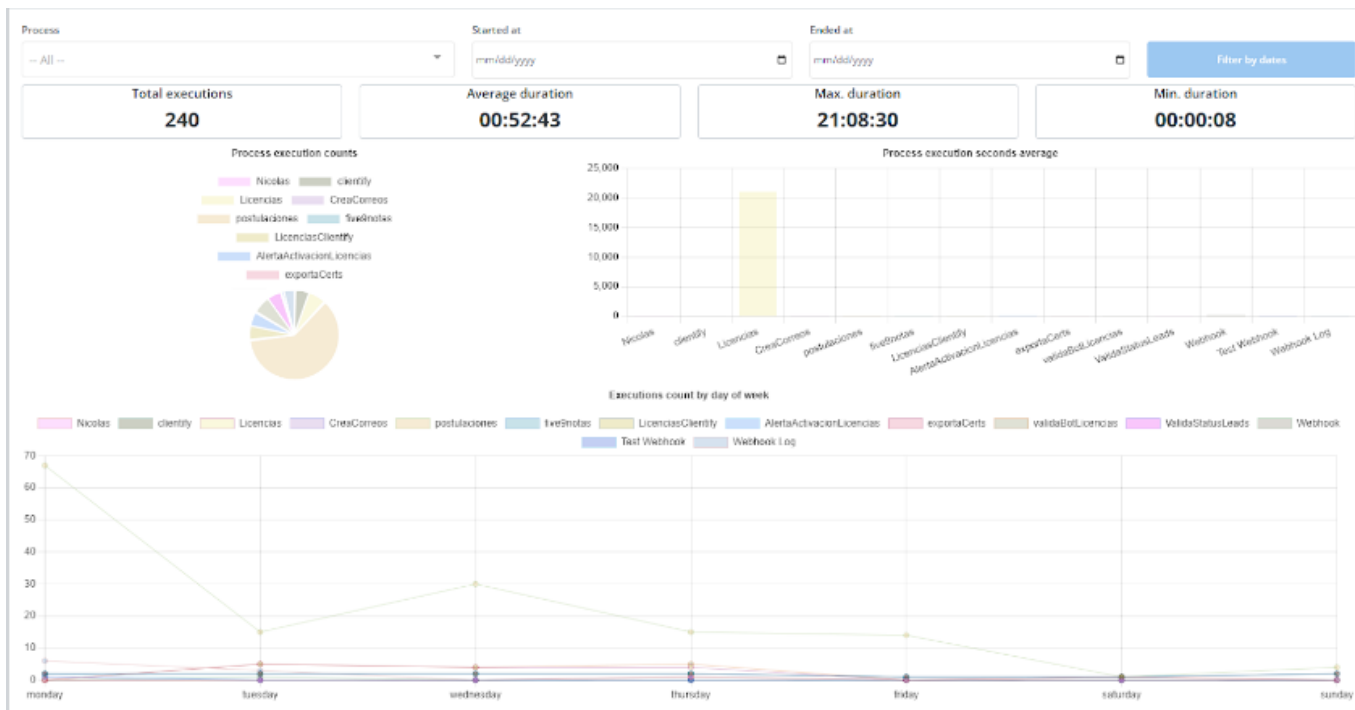 Process Started at Ended at
-- All -- mm/dd/yyyy mm/dd/yyyy Filter by dates
Total executions Average duration Max. duration Min. duration
240 00:52:43 21:08:30 00:00:08
Process execution counts
Nicolas clientify
Licencias CreaCorreos
postulaciones five9notas
LicenciasClientify
AlertaActivacionLicencias
exportaCerts
Process execution seconds average
25,000
20,000
15,000
10,000
5,000
0
Nicolas clientify Licencias CreaCorreos postulaciones five9notas LicenciasClientify AlertaActivacionLicencias exportaCerts validaBotLicencias ValidaStatusLeads Webhook Test Webhook Webhook Log
Executions count by day of week
Nicolas clientify Licencias CreaCorreos postulaciones five9notas LicenciasClientify AlertaActivacionLicencias exportaCerts validaBotLicencias ValidaStatusLeads Webhook
Test Webhook Webhook Log
70
60
50
40
30
20
10
0
monday tuesday wednesday thursday friday saturday sunday